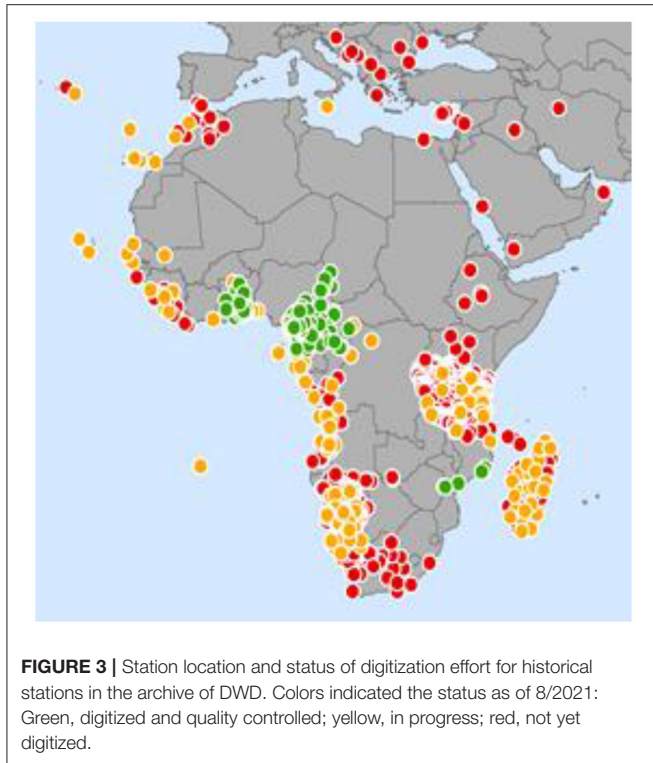 FIGURE 3 | Station location and status of digitization effort for historical
stations in the archive of DWD. Colors indicated the status as of 8/2021:
Green, digitized and quality controlled; yellow, in progress; red, not yet
digitized.